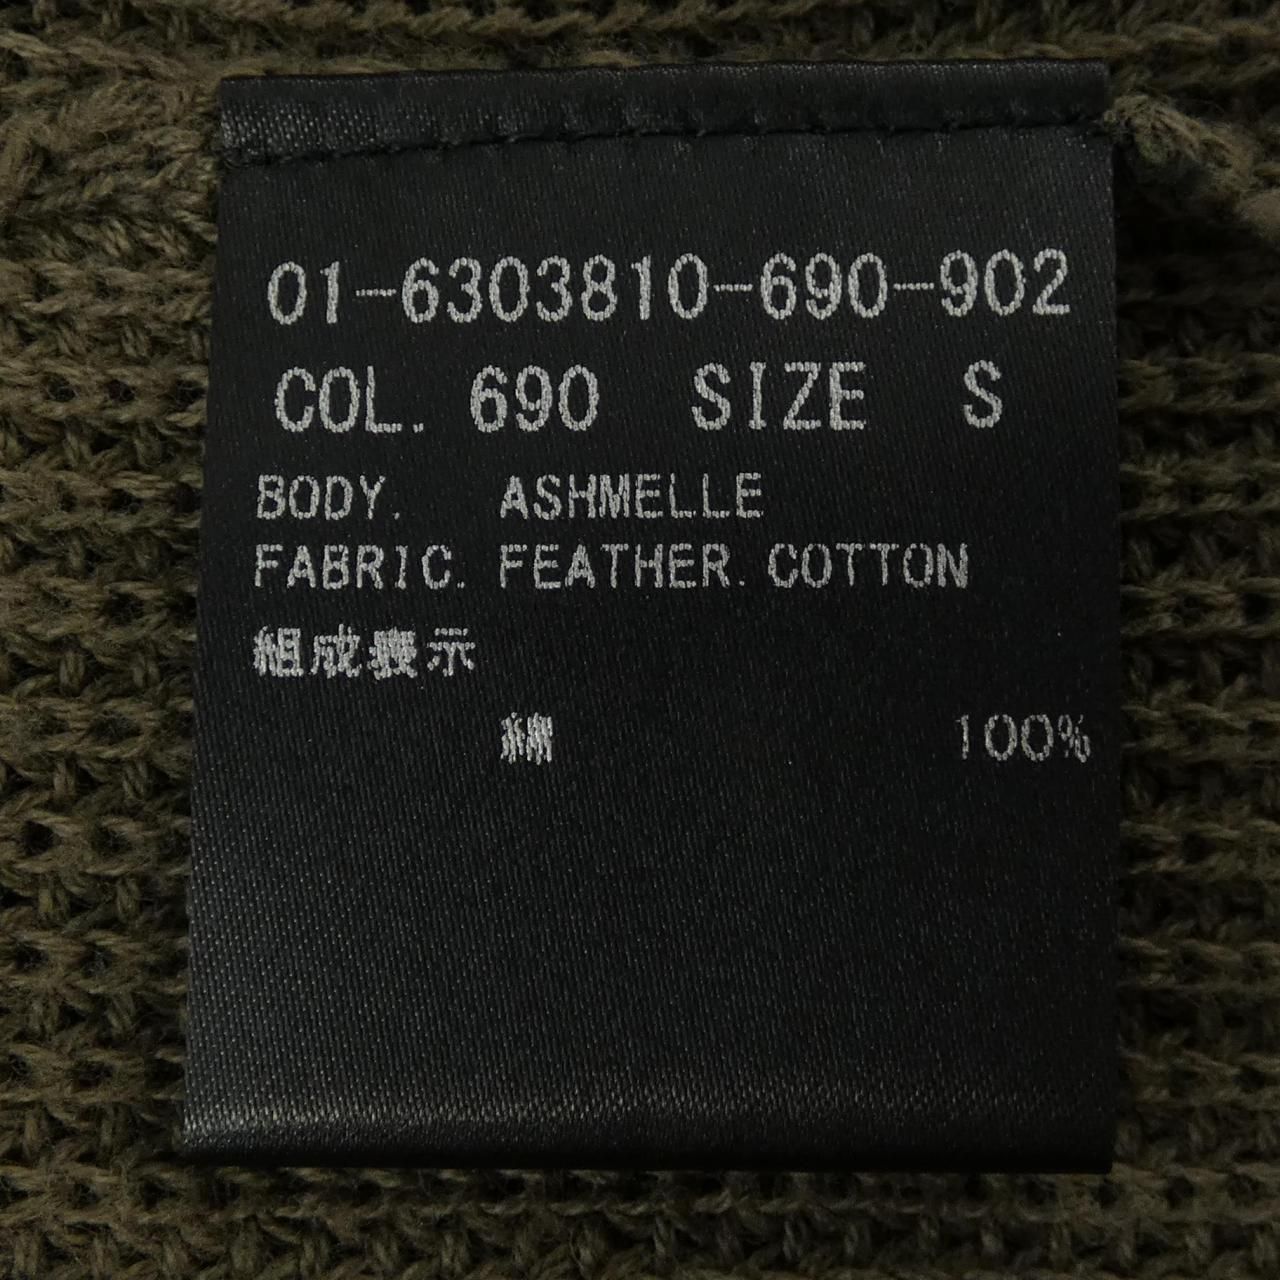 01-6303810-690-902
COL. 690 SIZE S
BODY. ASHMELLE
FABRIC. FEATHER. COTTON
組成表示
綿 100%